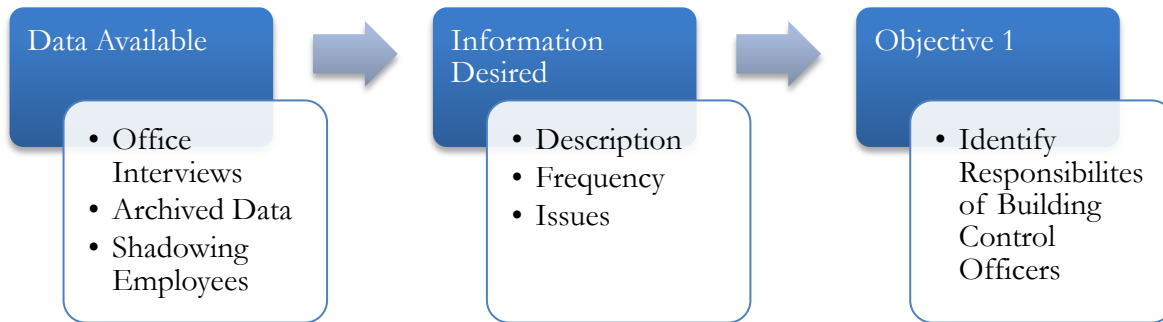 Data Available
• Office
Interviews
• Archived Data
• Shadowing
Employees
Information
Desired
• Description
• Frequency
• Issues
Objective 1
• Identify
Responsibilites
of Building
Control
Officers